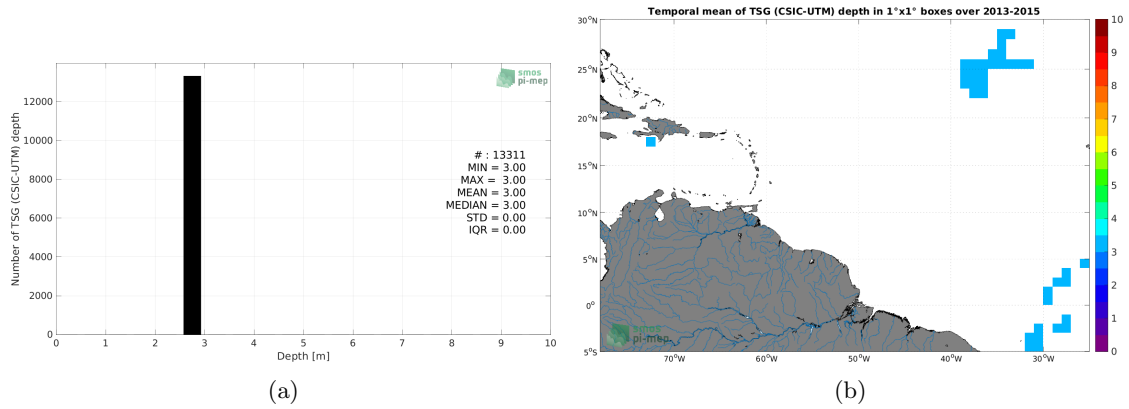 smos
pi-mep
# : 13311
MIN = 3.00
MAX = 3.00
MEAN = 3.00
MEDIAN = 3.00
STD = 0.00
IQR = 0.00
Number of TSG (CSIC-UTM) depth
0
2000
4000
6000
8000
10000
12000
0 1 2 3 4 5 6 7 8 9 10
Depth [m]
(a)
Temporal mean of TSG (CSIC-UTM) depth in 1°x1° boxes over 2013-2015
30°N
25°N
20°N
15°N
10°N
5°N
0°
5°S
70°W 60°W 50°W 40°W 30°W
smos
pi-mep
10
9
8
7
6
5
4
3
2
1
0
(b)